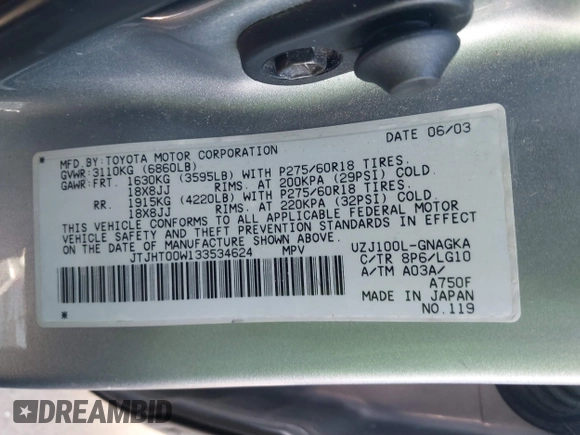 MFD.BY:TOYOTA MOTOR CORPORATION DATE 06/03
GVWR: 3110KG (6860LB)
GAWR:FRT. 1630KG (3595LB) WITH P275/60R18 TIRES.
18X8JJ RIMS. AT 200KPA (29PSI) COLD.
RR. 1915KG (4220LB) WITH P275/60R18 TIRES.
18X8JJ RIMS. AT 220KPA (32PSI) COLD.
THIS VEHICLE CONFORMS TO ALL APPLICABLE FEDERAL MOTOR
VEHICLE SAFETY AND THEFT PREVENTION STANDARDS IN EFFECT
ON THE DATE OF MANUFACTURE SHOWN ABOVE.
JTJHT00W133534624 MPV UZJ100L-GNAGKA
C/TR 8P6/LG10
A/TM A03A/
A750F
MADE IN JAPAN
NO.119
DREAMBID